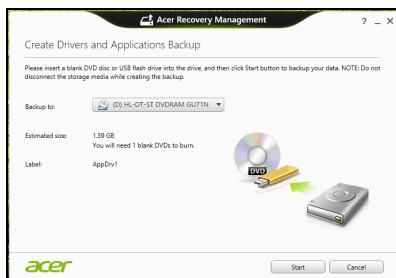 Acer Recovery Management
? _ ×
Create Drivers and Applications Backup
Please insert a blank DVD disc or USB flash drive into the drive, and then click Start button to backup your data. NOTE: Do not
disconnect the storage media while creating the backup.
Backup to:
(D) HL-DT-ST DVDRAM GU71N
Estimated size:
1.39 GB
You will need 1 blank DVDs to burn.
Label:
AppDrv1
DVD
acer
Start
Cancel